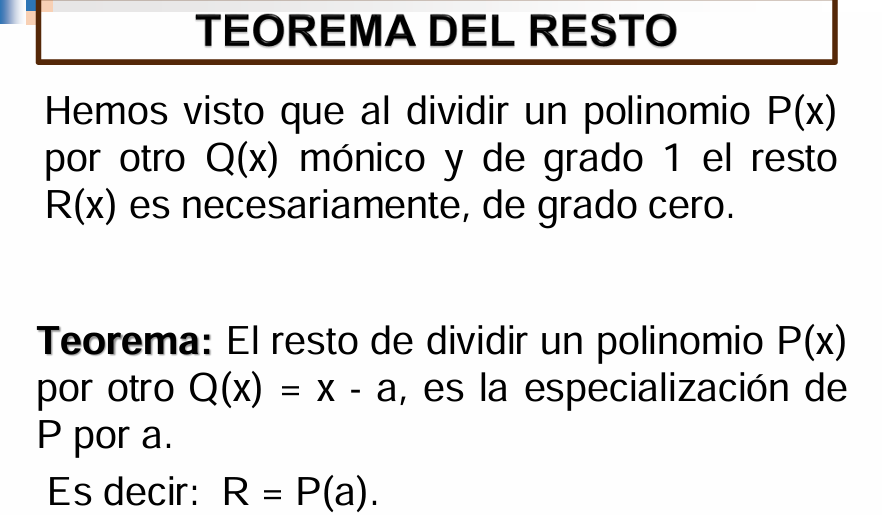 TEOREMA DEL RESTO
Hemos visto que al dividir un polinomio P(x)
por otro Q(x) mónico y de grado 1 el resto
R(x) es necesariamente, de grado cero.
Teorema: El resto de dividir un polinomio P(x)
por otro Q(x) = x - a, es la especialización de
P por a.
Es decir: R = P(a).